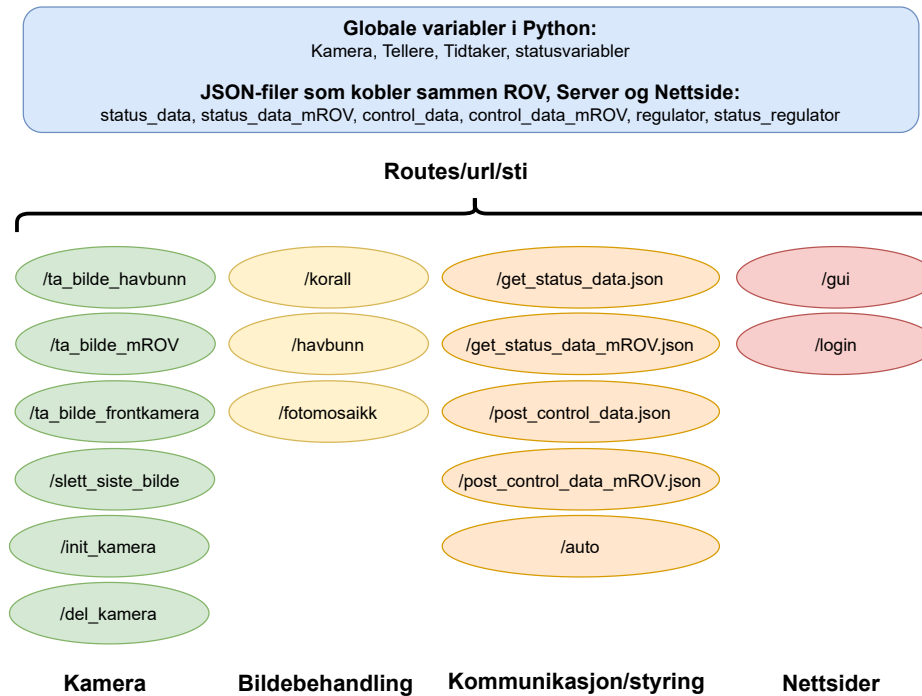 Globale variabler i Python:
Kamera, Tellere, Tidtaker, statusvariabler
JSON-filer som kobler sammen ROV, Server og Nettside:
status_data, status_data_mROV, control_data, control_data_mROV, regulator, status_regulator
Routes/url/sti
/ta_bilde_havbunn
/ta_bilde_mROV
/ta_bilde_frontkamera
/slett_siste_bilde
/init_kamera
/del_kamera
Kamera
/korall
/havbunn
/fotomosaikk
Bildebehandling
/get_status_data.json
/get_status_data_mROV.json
/post_control_data.json
/post_control_data_mROV.json
/auto
Kommunikasjon/styring
/gui
/login
Nettsider